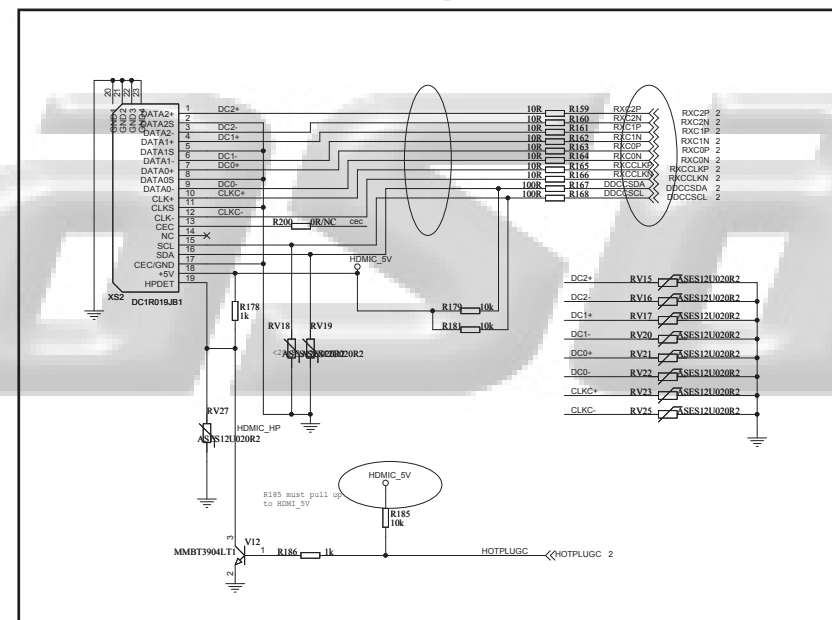 20
21
22
23
GND1
GND2
GND3
GND4
DATA2+ 1 DC2+
DATA2S 2
DATA2- 3 DC2-
DATA1+ 4 DC1+
DATA1S 5
DATA1- 6 DC1-
DATA0+ 7 DC0+
DATA0S 8
DATA0- 9 DC0-
CLK+ 10 CLKC+
CLKS 11
CLK- 12 CLKC-
CEC 13
NC 14
SCL 15
SDA 16
CEC/GND 17
+5V 18
HPDET 19
XS2
DC1R019JB1
R200 0R/NC cec
10R R159 RXC2P RXC2P 2
10R R160 RXC2N RXC2N 2
10R R161 RXC1P RXC1P 2
10R R162 RXC1N RXC1N 2
10R R163 RXC0P RXC0P 2
10R R164 RXC0N RXC0N 2
10R R165 RXCCLKP RXCCLKP 2
10R R166 RXCCLKN RXCCLKN 2
100R R167 DDCCSDA DDCCSDA 2
100R R168 DDCCSCL DDCCSCL 2
HDMIC_5V
R178
1k
R179 10k
R181 10k
RV18 RV19
DC2+ RV15 ASES12U020R2
DC2- RV16 ASES12U020R2
DC1+ RV17 ASES12U020R2
DC1- RV20 ASES12U020R2
DC0+ RV21 ASES12U020R2
DC0- RV22 ASES12U020R2
CLKC+ RV23 ASES12U020R2
CLKC- RV25 ASES12U020R2
RV27
HDMIC_HP
ASES12U020R2
R185 must pull up
to HDMI_5V
HDMIC_5V
R185
10k
MMBT3904LT1
3
V12
1
2
R186 1k
HOTPLUGC HOTPLUGC 2